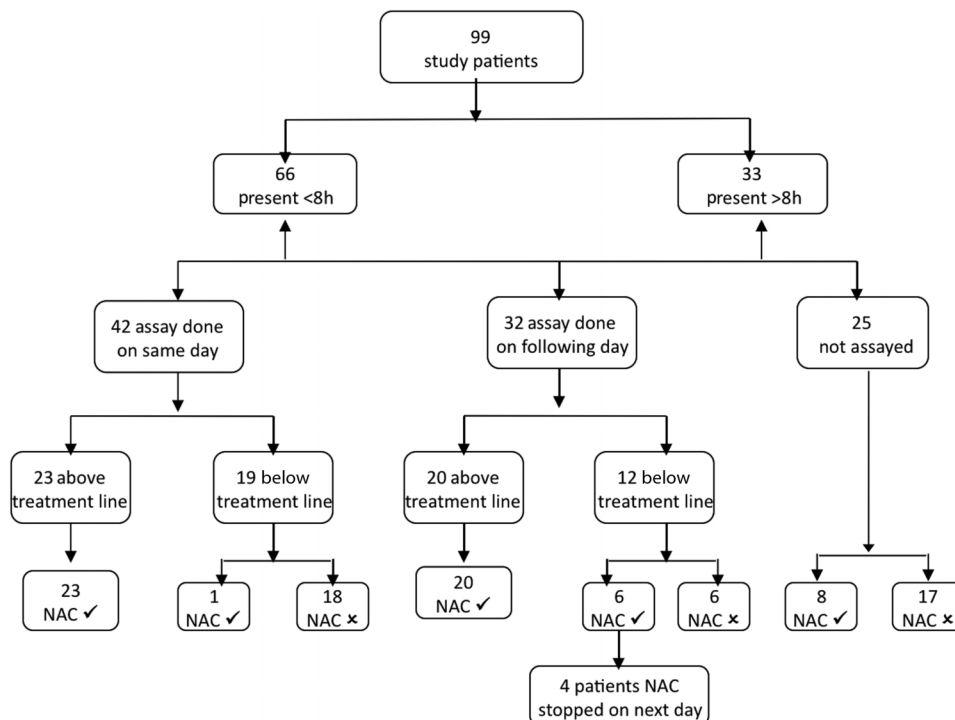 99
study patients
66
present <8h
33
present >8h
42 assay done
on same day
32 assay done
on following day
25
not assayed
23 above
treatment line
19 below
treatment line
20 above
treatment line
12 below
treatment line
23
NAC ✓
1
NAC ✓
18
NAC ×
20
NAC ✓
6
NAC ✓
6
NAC ×
8
NAC ✓
17
NAC ×
4 patients NAC
stopped on next day